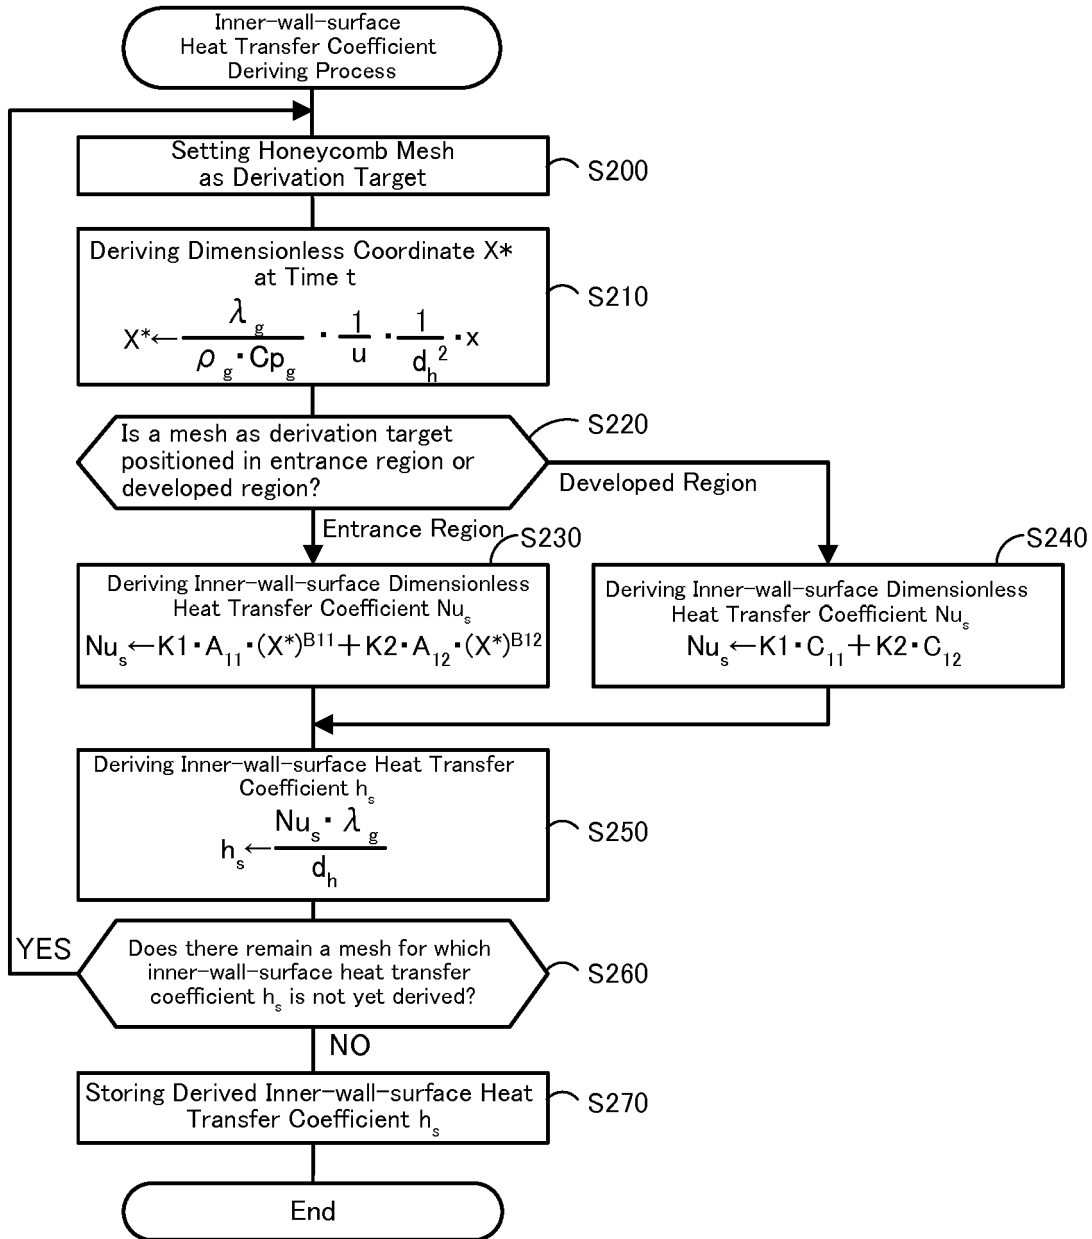 Inner-wall-surface
Heat Transfer Coefficient
Deriving Process
Setting Honeycomb Mesh
as Derivation Target
S200
Deriving Dimensionless Coordinate X*
at Time t
X*←λg/(ρg・Cpg)・1/u・1/dh²・x
S210
Is a mesh as derivation target
positioned in entrance region or
developed region?
S220
Developed Region
Entrance Region
S230
Deriving Inner-wall-surface Dimensionless
Heat Transfer Coefficient Nus
Nus←K1・A11・(X*)B11+K2・A12・(X*)B12
S240
Deriving Inner-wall-surface Dimensionless
Heat Transfer Coefficient Nus
Nus←K1・C11+K2・C12
Deriving Inner-wall-surface Heat Transfer
Coefficient hs
hs←Nus・λg/dh
S250
YES
Does there remain a mesh for which
inner-wall-surface heat transfer
coefficient hs is not yet derived?
S260
NO
Storing Derived Inner-wall-surface Heat
Transfer Coefficient hs
S270
End